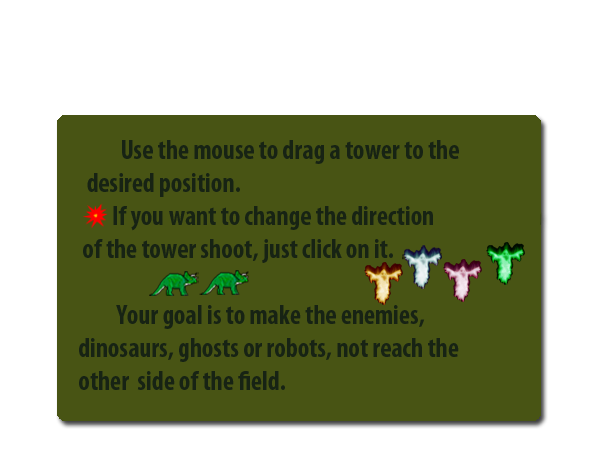 Use the mouse to drag a tower to the
desired position.
If you want to change the direction
of the tower shoot, just click on it.
Your goal is to make the enemies,
dinosaurs, ghosts or robots, not reach the
other side of the field.